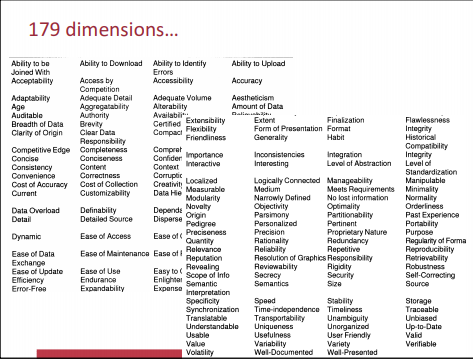 179 dimensions...
Ability to be Ability to Download Ability to Identify Ability to Upload
Joined With Errors
Acceptability Access by Accessibility Accuracy
Competition
Adaptability Adequate Detail Adequate Volume Aestheticism
Age Aggregatability Alterability Amount of Data
Auditable Authority
Data Brevity Certified
Clarity of Origin Clear Data Compact
Responsibility
Competitive Edge Completeness
Concise Conciseness
Consistency Content
Convenience Context
Cost of Accuracy Cost of Collection
Current Customizability
Data Overload Definability
Detail Detailed Source
Dynamic Ease of Access Ease of
Ease of Data Ease of Maintenance Ease of
Exchange
Ease of Update Ease of Use
Efficiency Endurance
Error-Free Expandability
Extensibility Extent Finalization Flawlessness
Flexibility Form of Presentation Format Integrity
Friendliness Generality Habit Historical
Compatibility
Importance Inconsistencies Integration Integrity
Interactive Interesting Level of Abstraction Level of
Standardization
Localized Logically Connected Manageability Manipulable
Measurable Medium Meets Requirements Minimality
Modularity Narrowly Defined No lost information Normality
Novelty Objectivity Optimality Orderliness
Origin Parsimony Partitionability Past Experience
Pedigree Personalized Pertinent Portability
Preciseness Precision Proprietary Nature Purpose
Quantity Rationality Redundancy Regularity of Forma
Relevance Reliability Repetitive Reproducibility
Reputation Resolution of Graphics Responsibility Retrievability
Revealing Reviewability Rigidity Robustness
Scope of Info Secrecy Security Self-Correcting
Semantic Semantics Size Source
Interpretation
Specificity Speed Stability Storage
Synchronization Time-independence Timeliness Traceable
Translatable Transportability Unambiguity Unbiased
Understandable Uniqueness Unorganized Up-to-Date
Usable Usefulness User Friendly Valid
Value Variability Variety Verifiable
Volatility Well-Documented Well-Presented